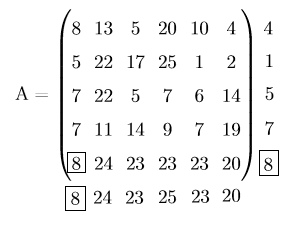 8 13 5 20 10 4 4
5 22 17 25 1 2 1
7 22 5 7 6 14 5
A = 7 11 14 9 7 19 7
8 24 23 23 23 20 8
8 24 23 25 23 20